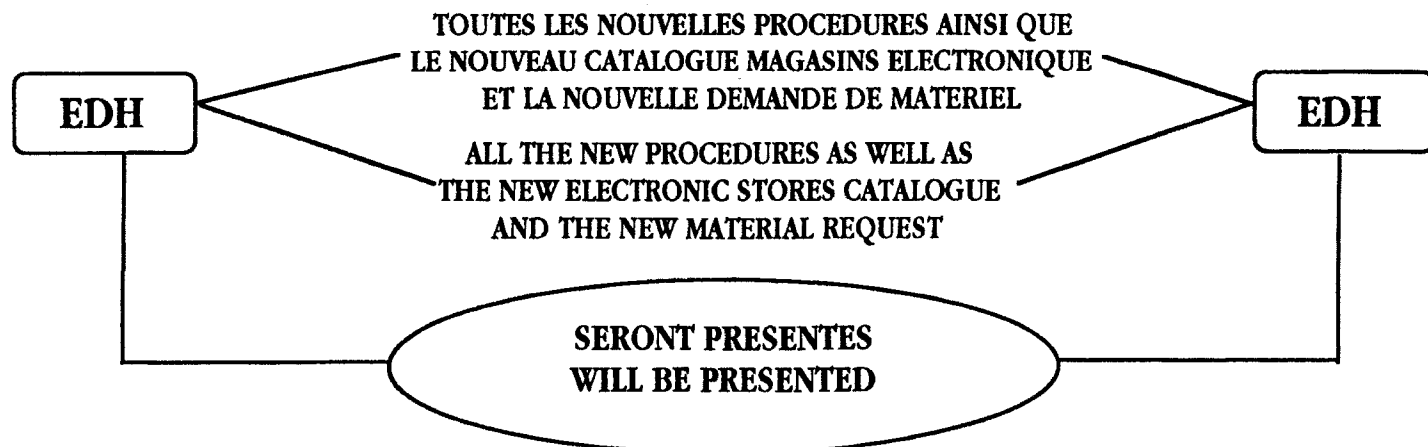 TOUTES LES NOUVELLES PROCEDURES AINSI QUE
LE NOUVEAU CATALOGUE MAGASINS ELECTRONIQUE
ET LA NOUVELLE DEMANDE DE MATERIEL
EDH
EDH
ALL THE NEW PROCEDURES AS WELL AS
THE NEW ELECTRONIC STORES CATALOGUE
AND THE NEW MATERIAL REQUEST
SERONT PRESENTES
WILL BE PRESENTED